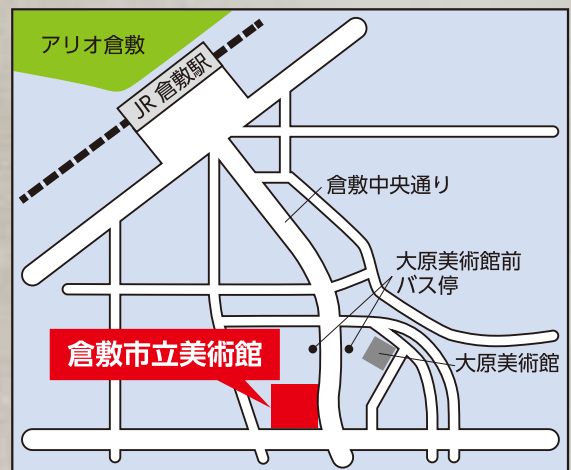 アリオ倉敷
JR 倉敷駅
倉敷中央通り
大原美術館前
バス停
倉敷市立美術館
大原美術館